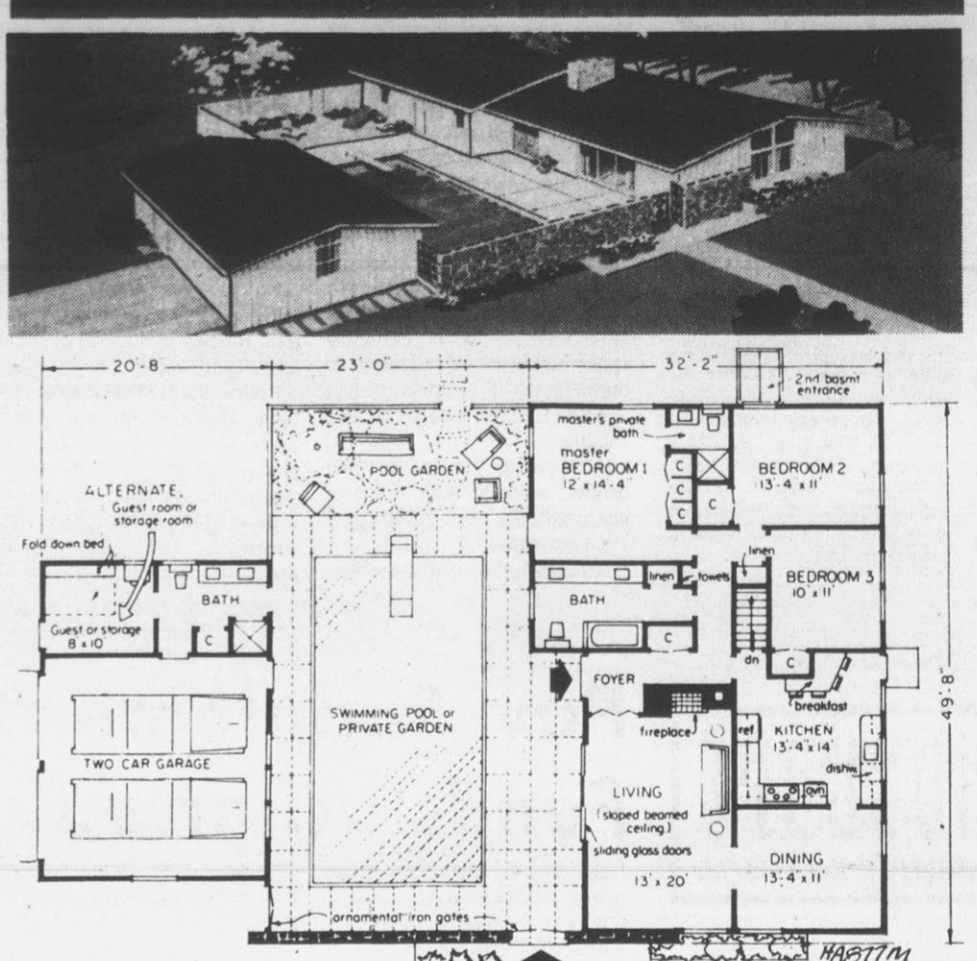 20'-8
23'-0"
32'-2"
2nd basmt
entrance
master's private
bath
master
BEDROOM 1
12' x 14'-4"
C
C
C
C
BEDROOM 2
13'-4 x 11'
POOL GARDEN
ALTERNATE,
Guest room or
storage room
Fold down bed
BATH
Guest or storage
8' x 10'
C
linen
towels
linen
BEDROOM 3
10' x 11'
BATH
C
dn
C
breakfast
FOYER
fireplace
ref
KITCHEN
13'-4" x 14'
dishw.
ovn
49'-8"
SWIMMING POOL or
PRIVATE GARDEN
TWO CAR GARAGE
LIVING
(sloped beamed
ceiling)
sliding glass doors
13' x 20'
DINING
13'-4" x 11'
ornamental iron gates
HA877M